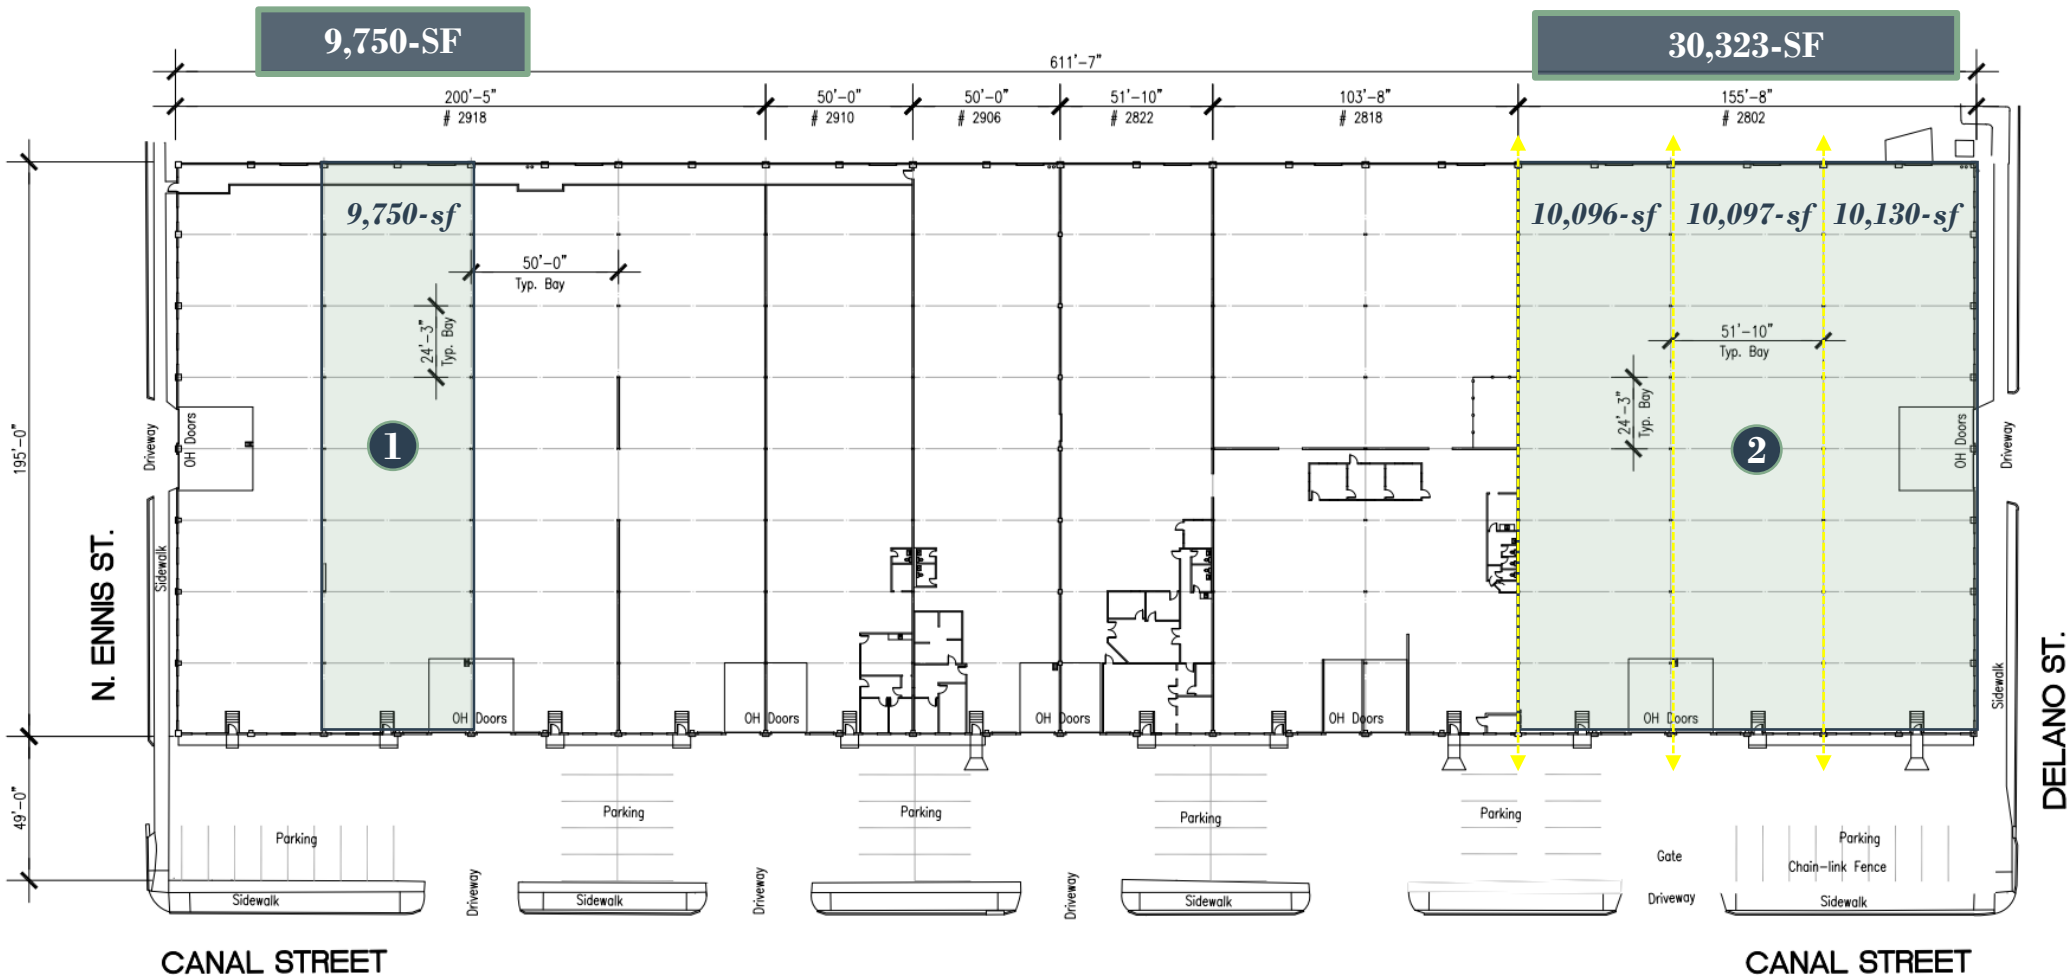 9,750-SF
30,323-SF
611'-7"
200'-5"
# 2918
50'-0"
# 2910
50'-0"
# 2906
51'-10"
# 2822
103'-8"
# 2818
155'-8"
# 2802
9,750-sf
10,096-sf
10,097-sf
10,130-sf
50'-0"
Typ. Bay
24'-3"
Typ. Bay
51'-10"
Typ. Bay
24'-3"
Typ. Bay
195'-0"
Driveway
OH Doors
1
2
OH Doors
Driveway
N. ENNIS ST.
Sidewalk
DELANO ST.
Sidewalk
OH Doors
OH Doors
OH Doors
OH Doors
OH Doors
49'-0"
Parking
Parking
Parking
Parking
Parking
Parking
Gate
Chain-link Fence
Sidewalk
Driveway
Sidewalk
Driveway
Driveway
Sidewalk
Driveway
Sidewalk
CANAL STREET
CANAL STREET